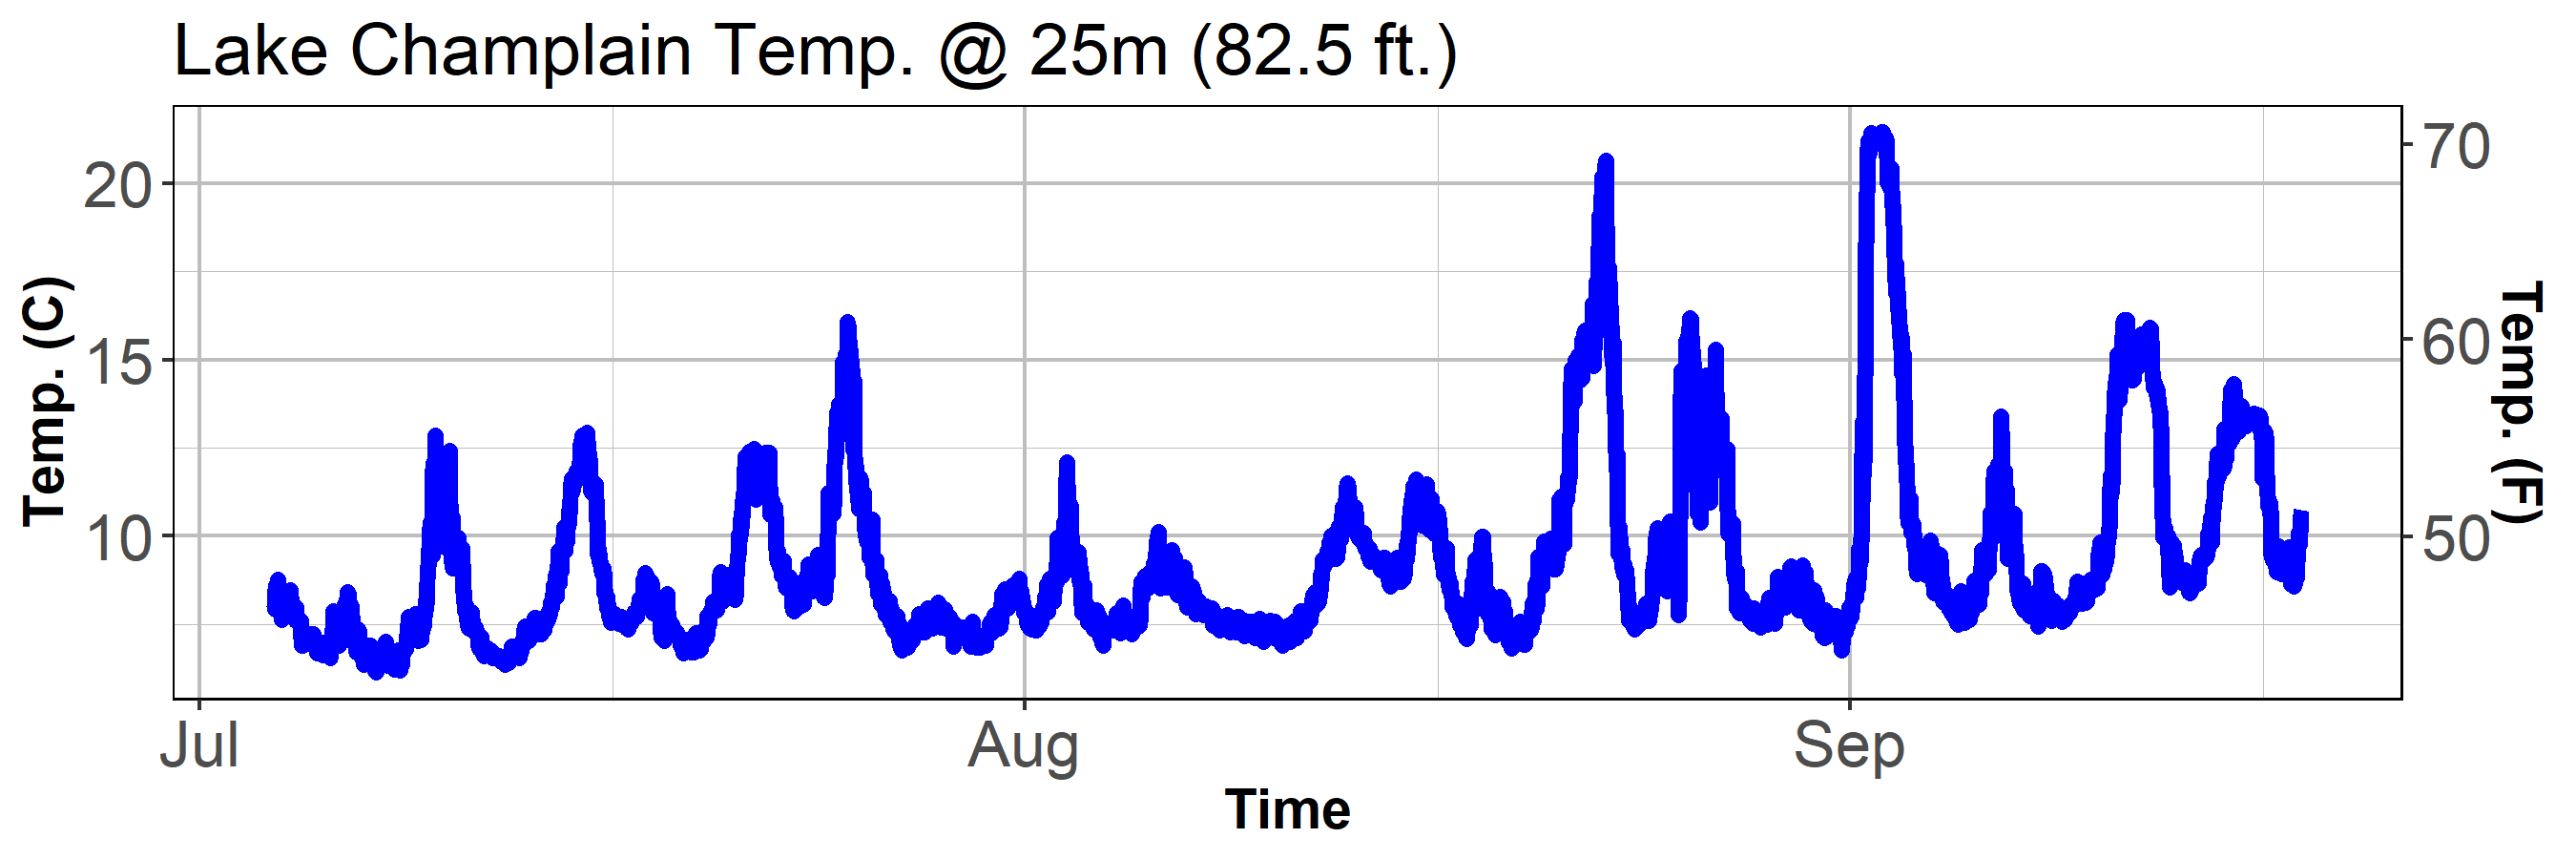 Lake Champlain Temp. @ 25m (82.5 ft.)
Temp. (C)
20
15
10
70
60
50
Temp. (F)
Jul
Aug
Sep
Time